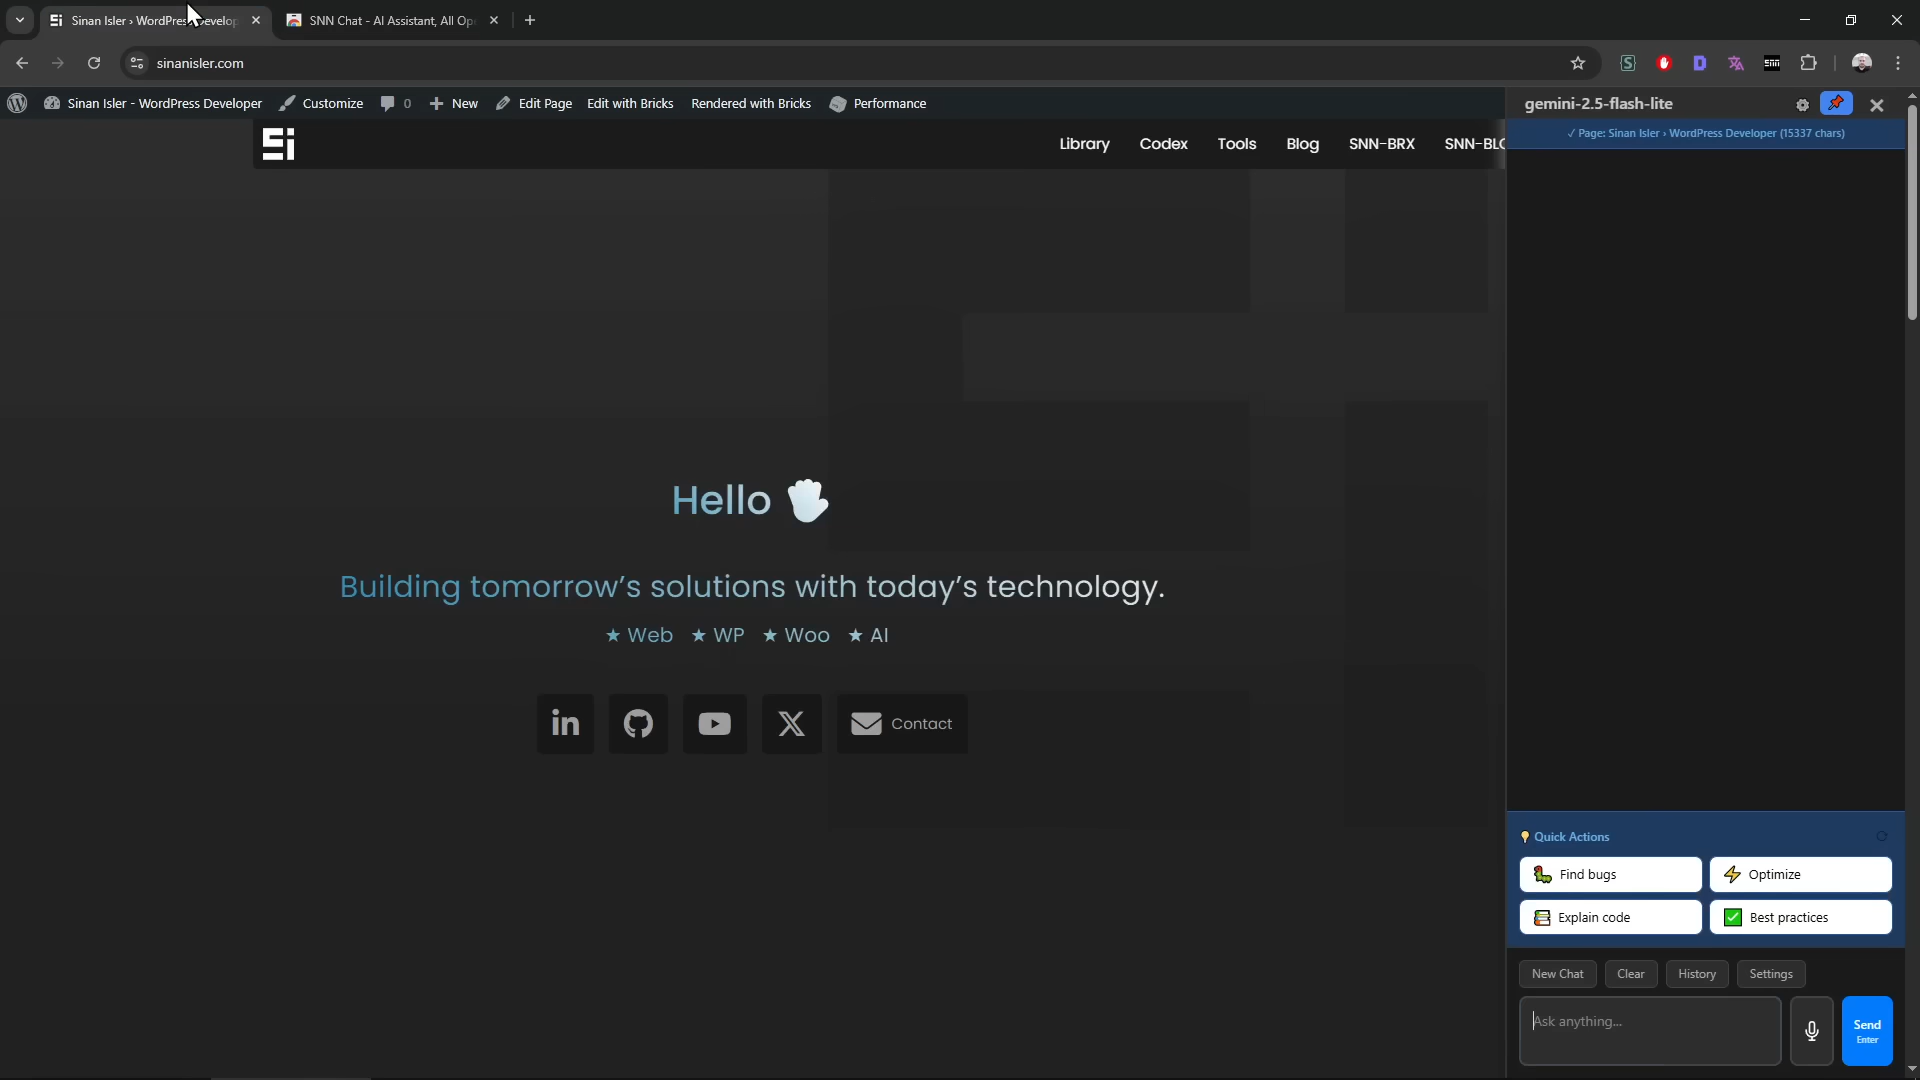 Sinan Isler › WordPress Develop
SNN Chat - AI Assistant, All Op
sinanisler.com
Sinan Isler - WordPress Developer
Customize
0
New
Edit Page
Edit with Bricks
Rendered with Bricks
Performance
gemini-2.5-flash-lite
✓ Page: Sinan Isler › WordPress Developer (15337 chars)
Si
Library
Codex
Tools
Blog
SNN-BRX
SNN-BLO
Hello
Building tomorrow’s solutions with today’s technology.
★ Web ★ WP ★ Woo ★ AI
Contact
Quick Actions
Find bugs
Optimize
Explain code
Best practices
New Chat
Clear
History
Settings
Ask anything...
Send
Enter